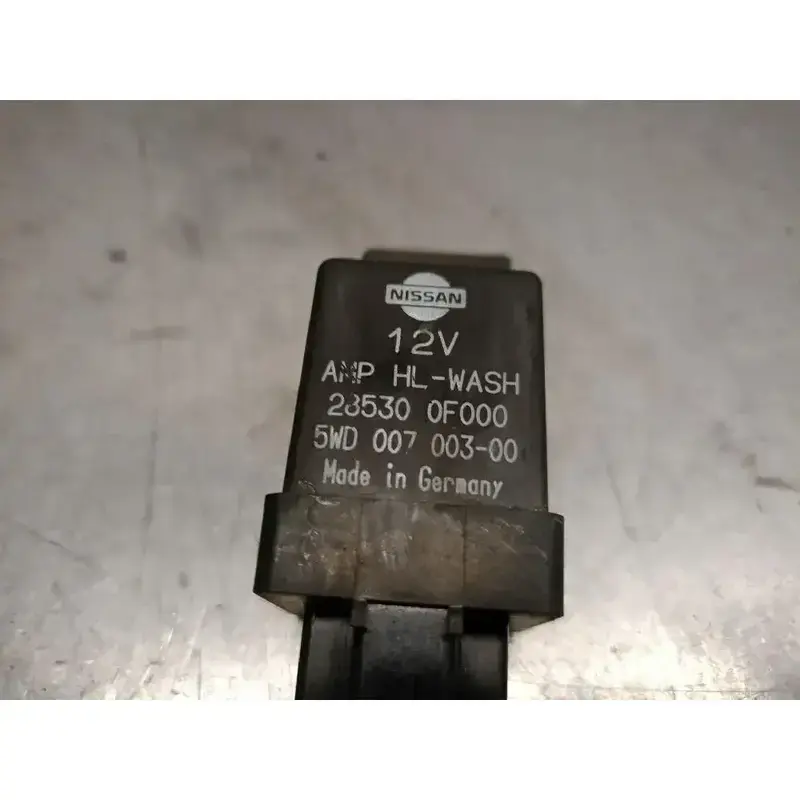 NISSAN
12V
AMP HL-WASH
28530 0F000
5WD 007 003-00
Made in Germany